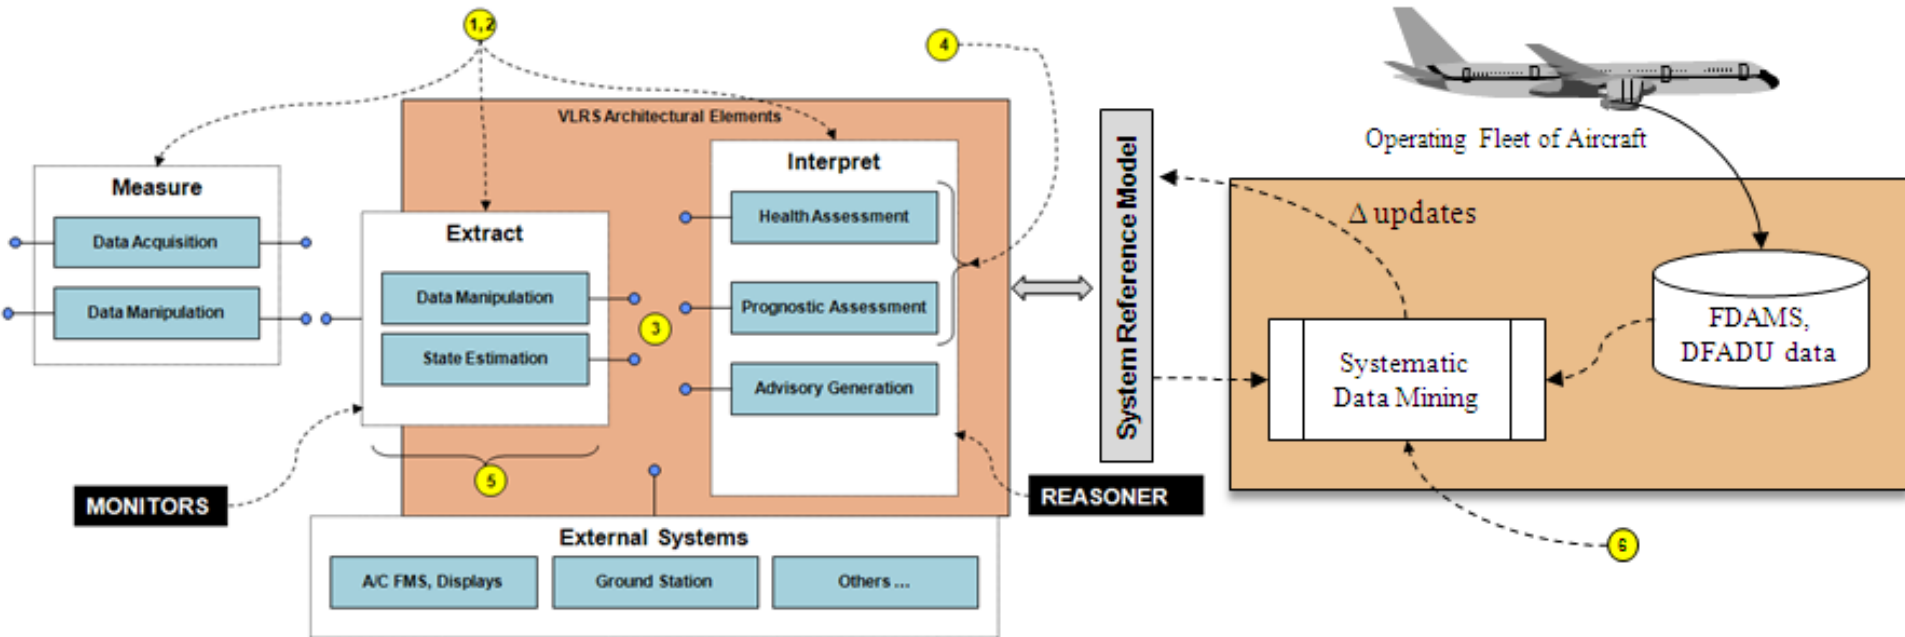 1,2
4
VLRS Architectural Elements
Measure
Data Acquisition
Data Manipulation
Extract
Data Manipulation
State Estimation
3
5
Interpret
Health Assessment
Prognostic Assessment
Advisory Generation
MONITORS
REASONER
External Systems
A/C FMS, Displays
Ground Station
Others ...
System Reference Model
Operating Fleet of Aircraft
Δ updates
FDAMS,
DFADU data
Systematic
Data Mining
6